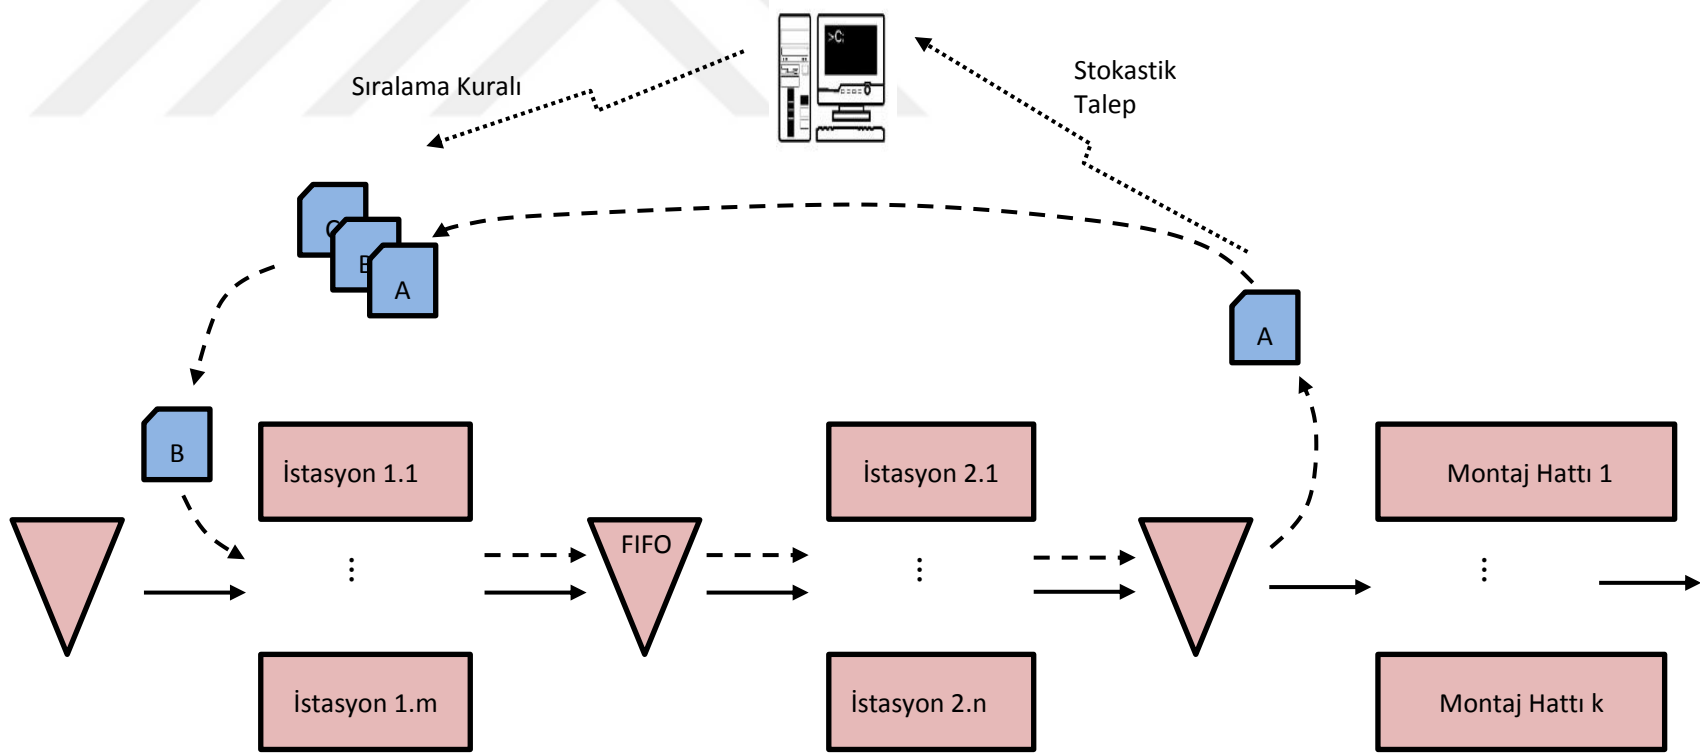 >C:
Sıralama Kuralı
Stokastik
Talep
C
B
A
A
B
İstasyon 1.1
İstasyon 2.1
Montaj Hattı 1
FIFO
İstasyon 1.m
İstasyon 2.n
Montaj Hattı k